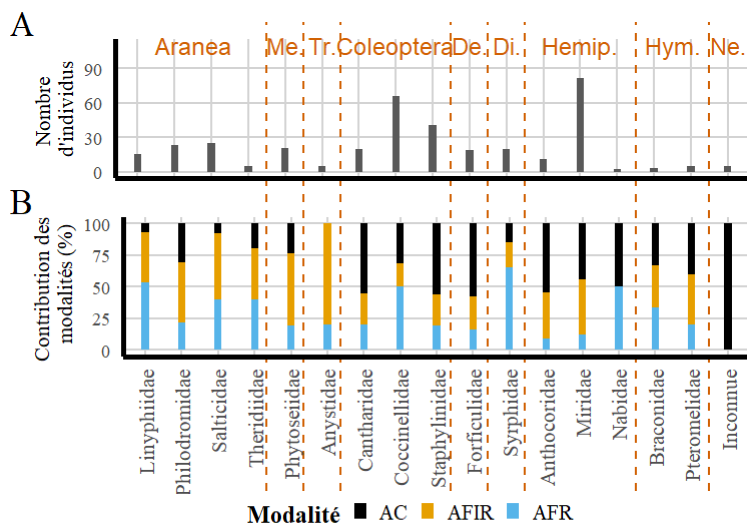 A
Aranea Me. Tr. Coleoptera De. Di. Hemip. Hym. Ne.
Nombre
d'individus
90
60
30
0
B
Contribution des
modalités (%)
100
75
50
25
0
Linyphiidae
Philodromidae
Salticidae
Theridiidae
Phytoseiidae
Anystidae
Cantharidae
Coccinellidae
Staphylinidae
Forficulidae
Syrphidae
Anthocoridae
Miridae
Nabidae
Braconidae
Pteromelidae
Inconnue
Modalité AC AFIR AFR